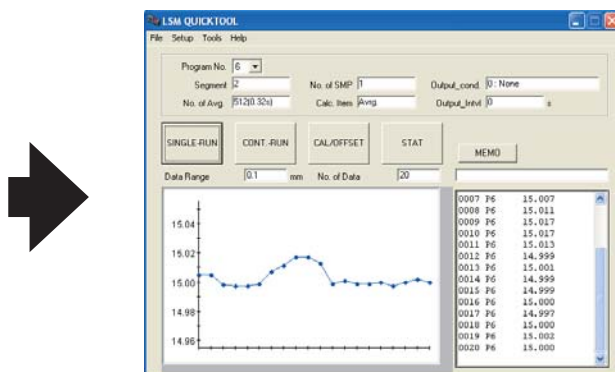 LSM QUICKTOOL
File Setup Tools Help
Program No. 6
Segment 2 No. of SMP 1 Output_cond. 0 : None
No. of Avg. 512(0.32s) Calc. Item Avrg. Output_Intvl 0 s
SINGLE-RUN CONT.-RUN CAL/OFFSET STAT MEMO
Data Range 0.1 mm No. of Data 20
15.04
15.02
15.00
14.98
14.96
0007 P6 15.007
0008 P6 15.011
0009 P6 15.017
0010 P6 15.017
0011 P6 15.013
0012 P6 14.999
0013 P6 15.001
0014 P6 14.999
0015 P6 14.999
0016 P6 15.000
0017 P6 14.997
0018 P6 15.000
0019 P6 15.002
0020 P6 15.000